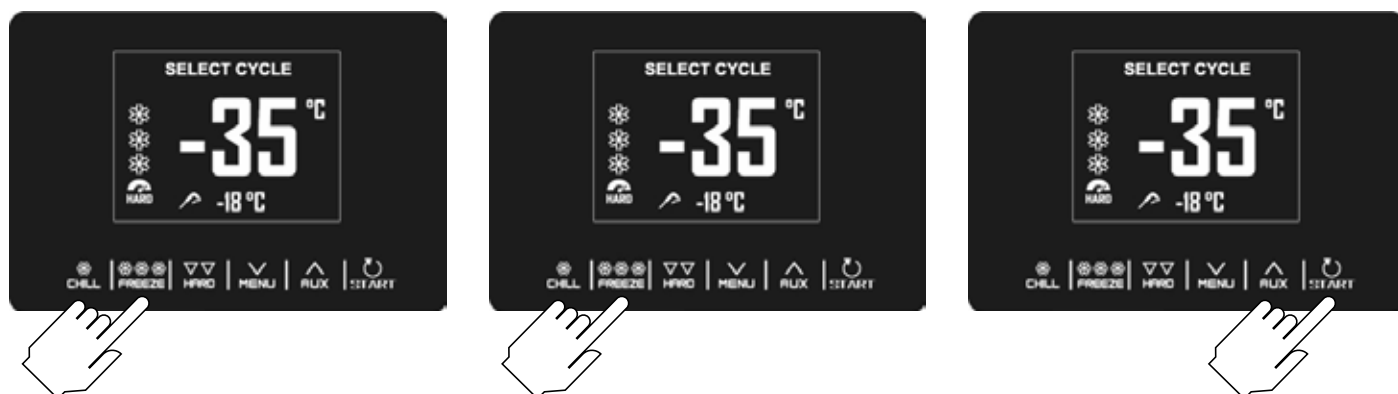 SELECT CYCLE
-35 °C
HARD
-18 °C
CHILL FREEZE HARD MENU AUX START
SELECT CYCLE
-35 °C
HARD
-18 °C
CHILL FREEZE HARD MENU AUX START
SELECT CYCLE
-35 °C
HARD
-18 °C
CHILL FREEZE HARD MENU AUX START